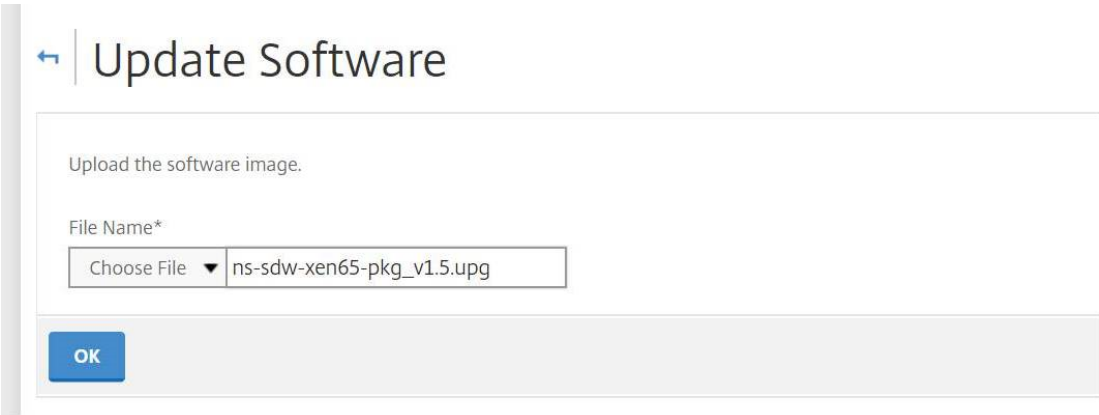 Update Software
Upload the software image.
File Name*
Choose File ns-sdw-xen65-pkg_v1.5.upg
OK